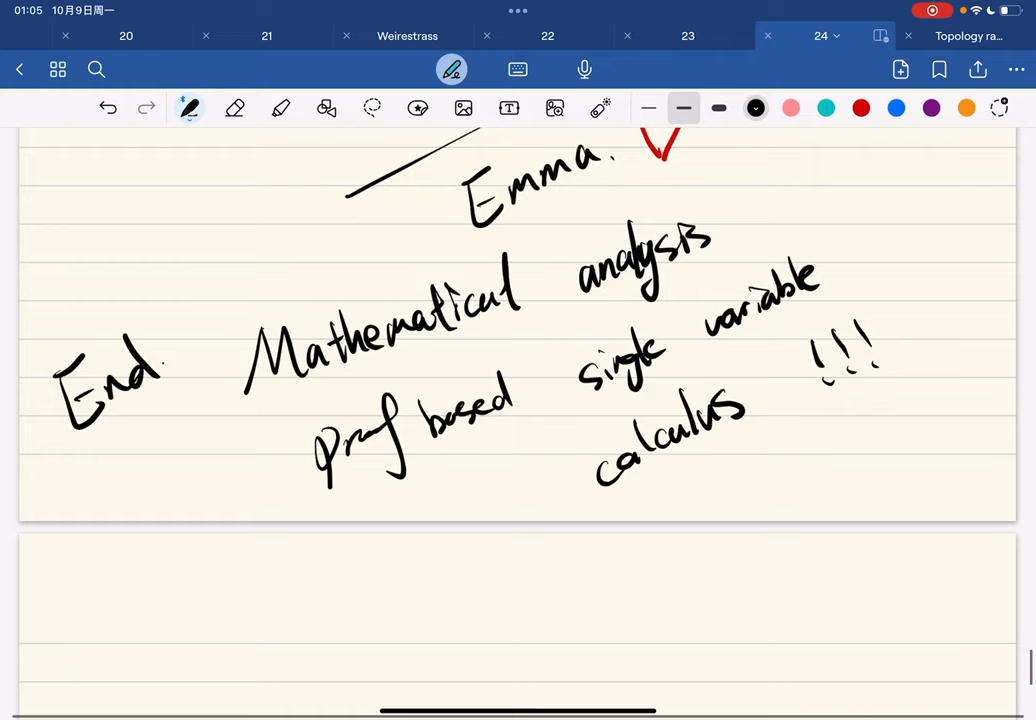 01:05 10月9日周一
20 21 Weirestrass 22 23 24 Topology ra...
Emma.
End. Mathematical analysis
Proof based single variable
calculus !!!